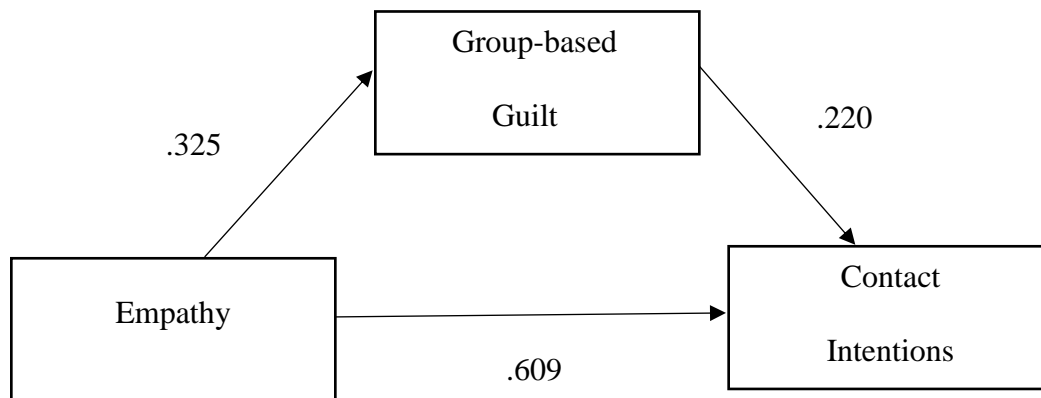 Group-based
Guilt
.325
.220
Empathy
Contact
Intentions
.609